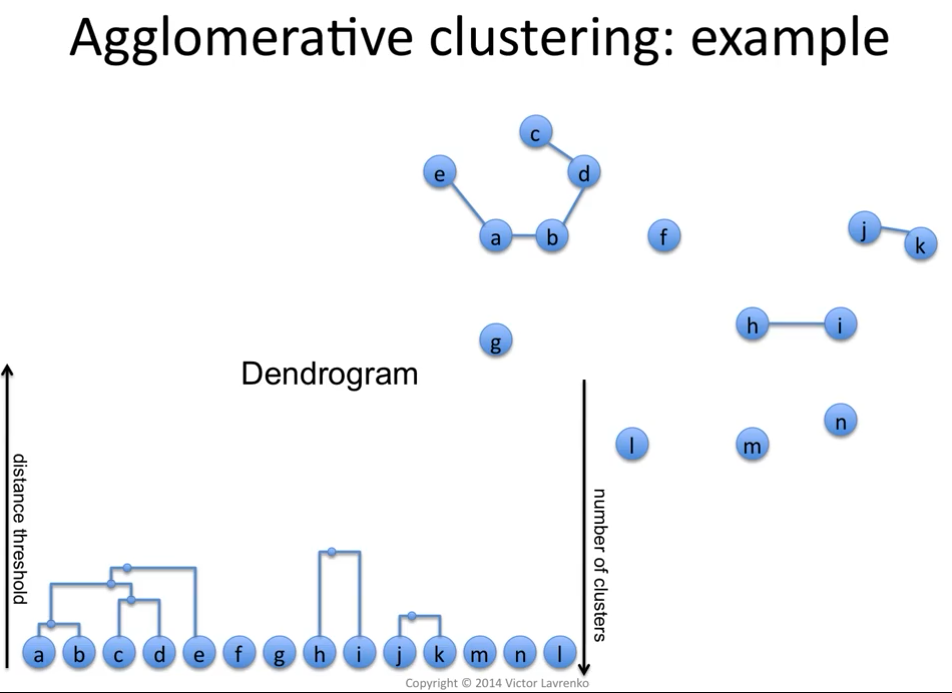 Agglomerative clustering: example
c
e
d
a
b
f
j
k
h
i
g
Dendrogram
n
l
m
distance threshold
number of clusters
a b c d e f g h i j k m n l
Copyright © 2014 Victor Lavrenko